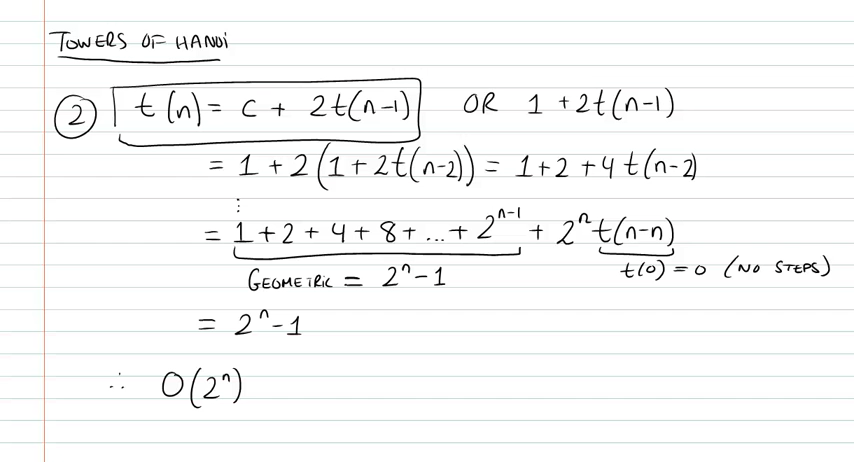 TOWERS OF HANOI
② t(n) = c + 2t(n-1) OR 1 + 2t(n-1)
= 1 + 2(1 + 2t(n-2)) = 1+2+4t(n-2)
⋮
= 1 + 2 + 4 + 8 + ... + 2^{n-1} + 2^n t(n-n)
GEOMETRIC = 2^n - 1 t(0) = 0 (NO STEPS)
= 2^n - 1
∴ O(2^n)